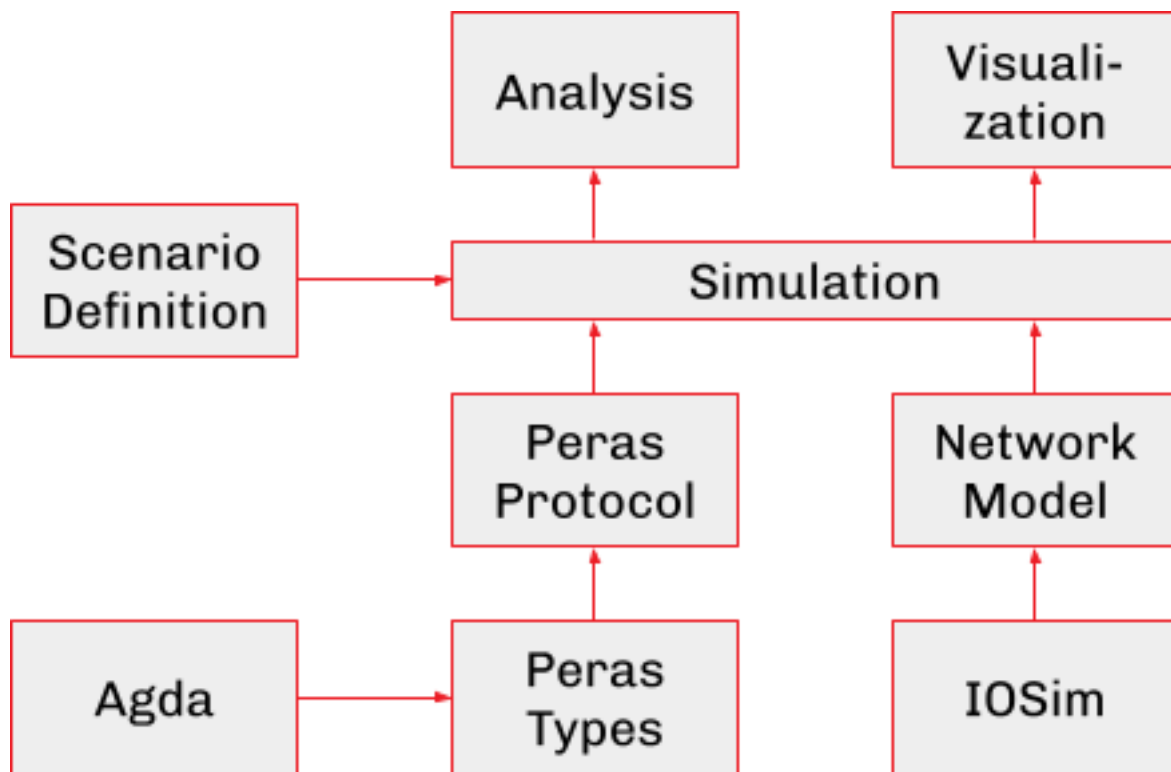 Analysis
Visuali-
zation
Scenario
Definition
Simulation
Peras
Protocol
Network
Model
Agda
Peras
Types
IOSim